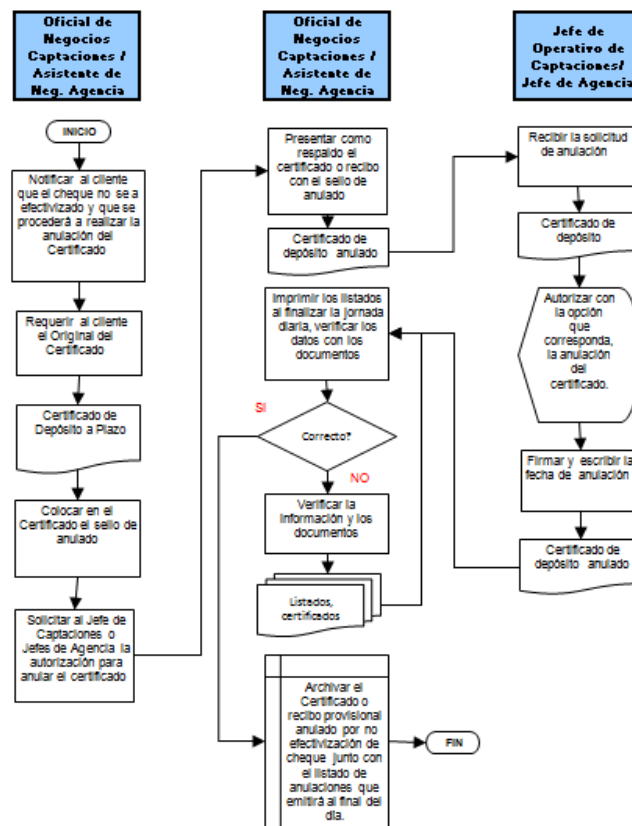 Oficial de
Negocios
Captaciones /
Asistente de
Neg. Agencia
Oficial de
Negocios
Captaciones /
Asistente de
Neg. Agencia
Jefe de
Operativo de
Captaciones/
Jefe de Agencia
INICIO
Notificar al cliente
que el cheque no se a
efectivizado y que se
procederá a realizar la
anulación del
Certificado
Requerir al cliente
el Original del
Certificado
Certificado de
Depósito a Plazo
Colocar en el
Certificado el sello de
anulado
Solicitar al Jefe de
Captaciones o
Jefes de Agencia la
autorización para
anular el certificado
Presentar como
respaldo el
certificado o recibo
con el sello de
anulado
Certificado de
depósito anulado
Imprimir los listados
al finalizar la jornada
diaria, verificar los
datos con los
documentos
SI
Correcto?
NO
Verificar la
información y los
documentos
Listados,
certificados
Archivar el
Certificado o
recibo provisional
anulado por no
efectivización de
cheque junto con
el listado de
anulaciones que
emitirá al final del
día.
FIN
Recibir la solicitud
de anulación
Certificado de
depósito
Autorizar con
la opción
que
corresponda,
la anulación
del
certificado.
Firmar y escribir la
fecha de anulación
Certificado de
depósito anulado